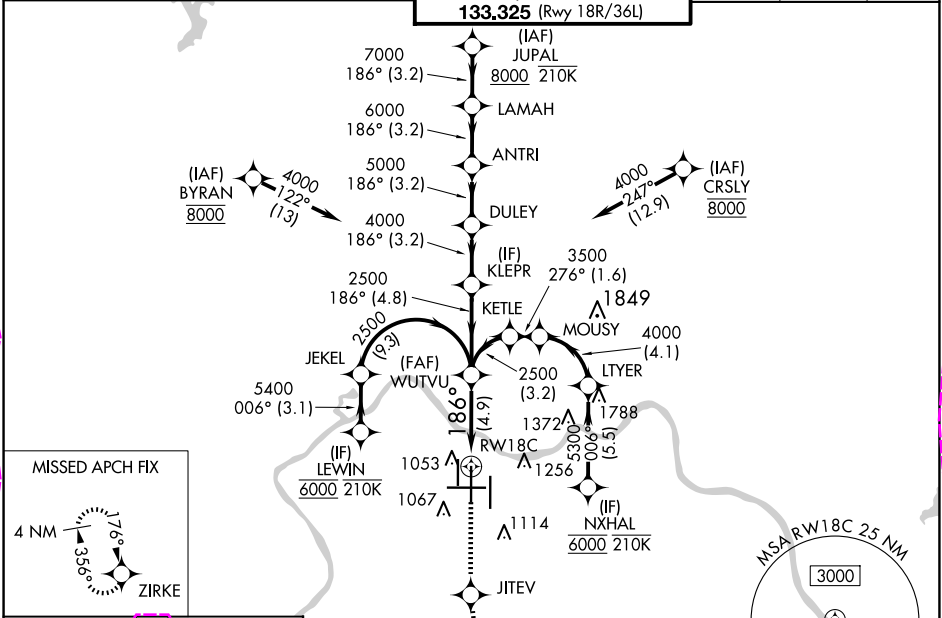 133.325 (Rwy 18R/36L)
(IAF)
JUPAL
8000 210K
7000
186° (3.2)
LAMAH
6000
186° (3.2)
ANTRI
5000
186° (3.2)
DULEY
4000
186° (3.2)
(IAF)
BYRAN
8000
4000
122°
(13)
(IAF)
CRSLY
8000
4000
247°
(12.9)
(IF)
KLEPR
2500
186° (4.8)
KETLE
3500
276° (1.6)
1849
MOUSY
4000
(4.1)
LTYER
2500
(9.3)
JEKEL
(FAF)
WUTVU
2500
(3.2)
5400
006° (3.1)
186°
(4.9)
1788
1372
5300
006°
(5.5)
RW18C
(IF)
LEWIN
6000 210K
1053
1256
1067
1114
(IF)
NXHAL
6000 210K
MISSED APCH FIX
4 NM
176°
356°
ZIRKE
JITEV
MSA RW18C 25 NM
3000